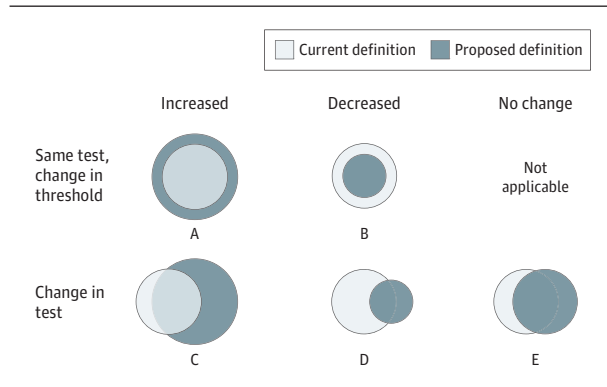 Current definition Proposed definition
Increased Decreased No change
Same test,
change in
threshold
Not
applicable
A B
Change in
test
C D E